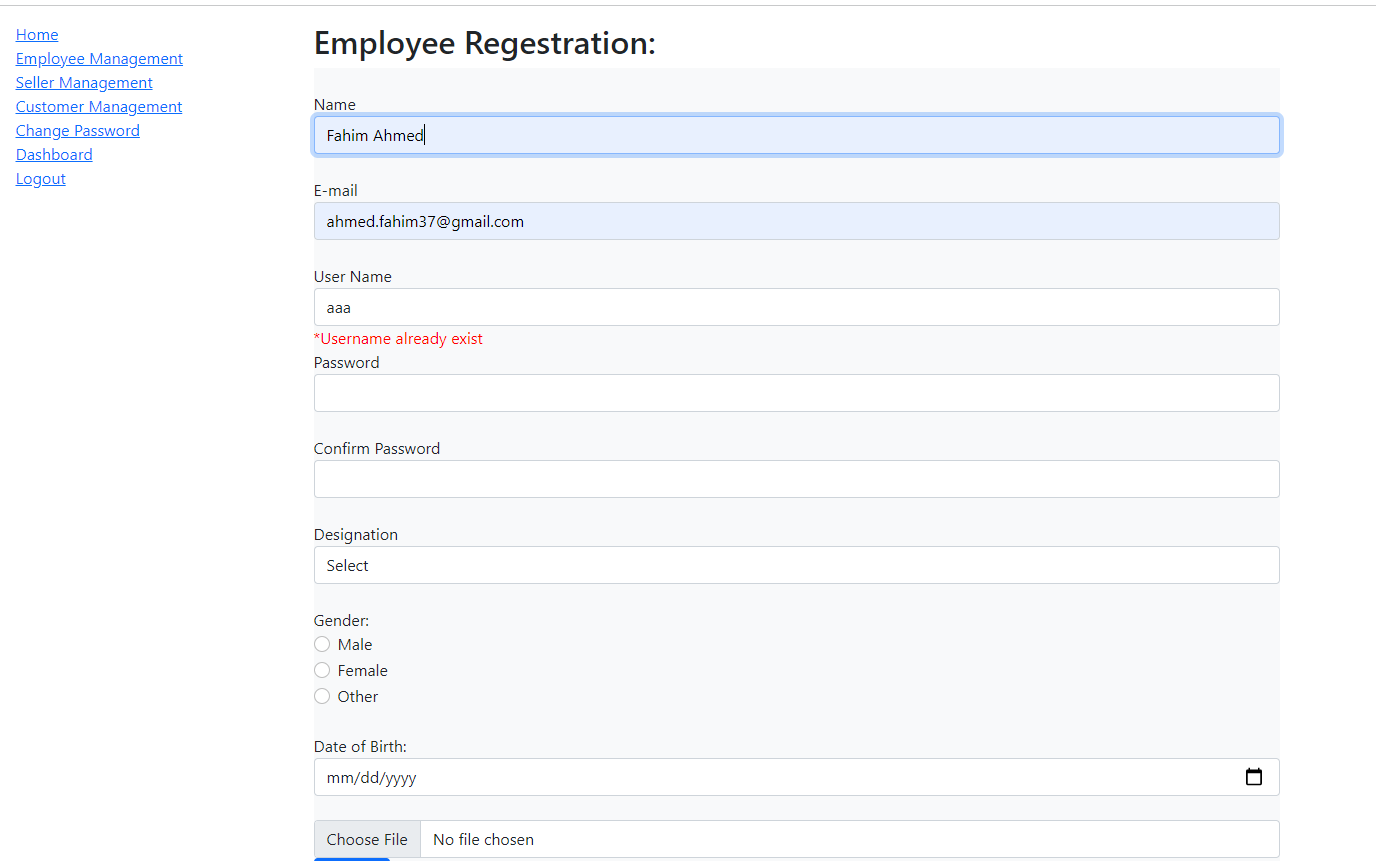 Home
Employee Management
Seller Management
Customer Management
Change Password
Dashboard
Logout
Employee Regestration:
Name
Fahim Ahmed
E-mail
ahmed.fahim37@gmail.com
User Name
aaa
*Username already exist
Password
Confirm Password
Designation
Select
Gender:
Male
Female
Other
Date of Birth:
mm/dd/yyyy
Choose File No file chosen